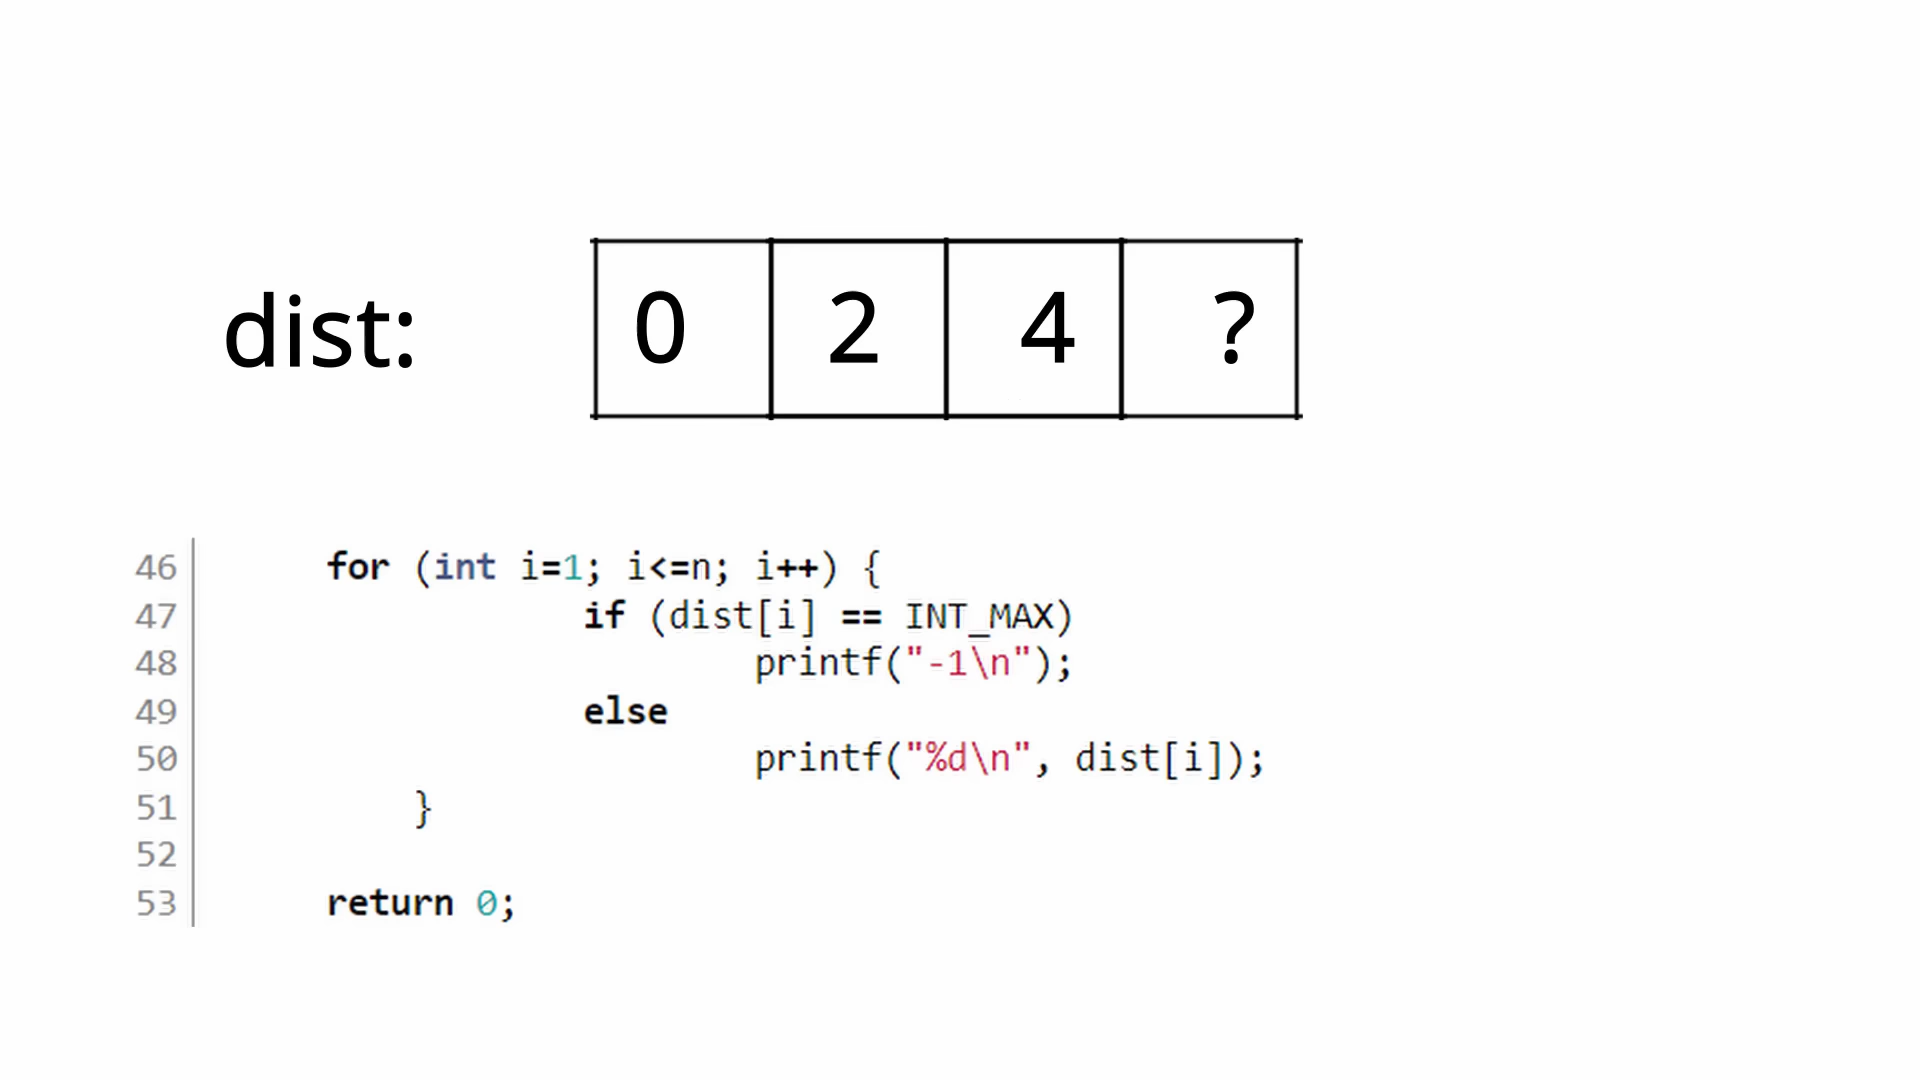 dist: 0 2 4 ?
46 for (int i=1; i<=n; i++) {
47 if (dist[i] == INT_MAX)
48 printf("-1\n");
49 else
50 printf("%d\n", dist[i]);
51 }
52
53 return 0;